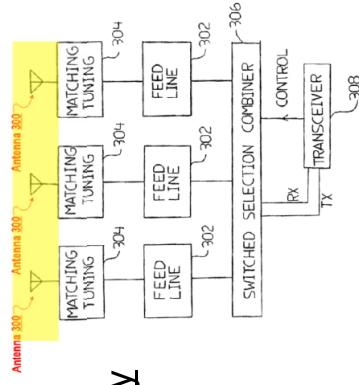 Antenna 300
Antenna 300
Antenna 300
304
304
304
MATCHING
TUNING
MATCHING
TUNING
MATCHING
TUNING
302
302
302
FEED
LINE
FEED
LINE
FEED
LINE
306
SWITCHED SELECTION COMBINER
CONTROL
RX
TX
TRANSCEIVER
308
y